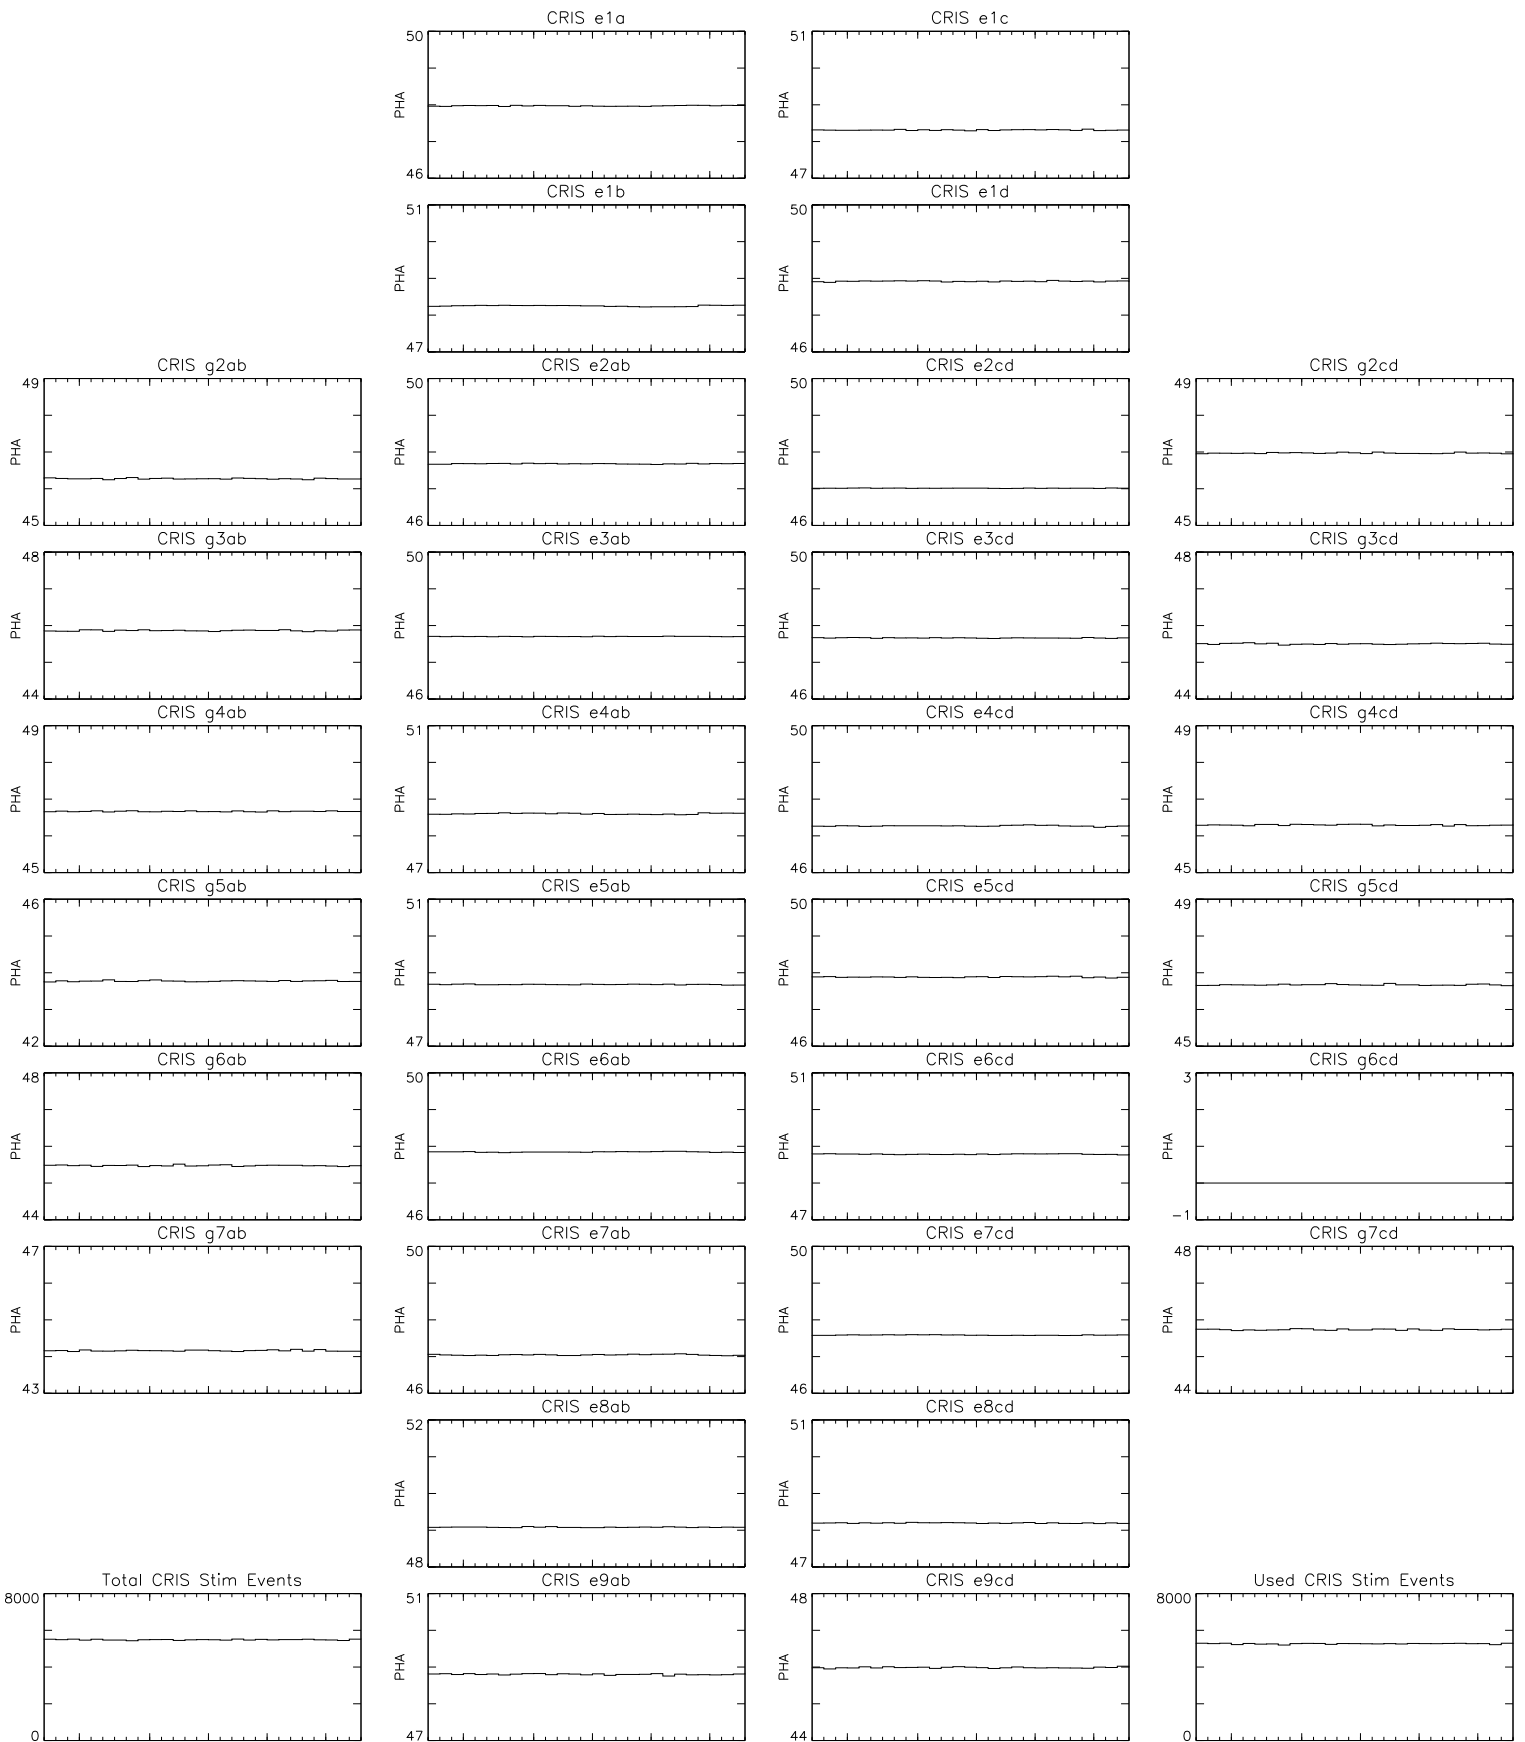 CRIS e1a
CRIS e1c
50
PHA
46
51
PHA
47
CRIS e1b
CRIS e1d
51
PHA
47
50
PHA
46
CRIS g2ab
CRIS e2ab
CRIS e2cd
CRIS g2cd
49
PHA
45
50
PHA
46
50
PHA
46
49
PHA
45
CRIS g3ab
CRIS e3ab
CRIS e3cd
CRIS g3cd
48
PHA
44
50
PHA
46
50
PHA
46
48
PHA
44
CRIS g4ab
CRIS e4ab
CRIS e4cd
CRIS g4cd
49
PHA
45
51
PHA
47
50
PHA
46
49
PHA
45
CRIS g5ab
CRIS e5ab
CRIS e5cd
CRIS g5cd
46
PHA
42
51
PHA
47
50
PHA
46
49
PHA
45
CRIS g6ab
CRIS e6ab
CRIS e6cd
CRIS g6cd
48
PHA
44
50
PHA
46
51
PHA
47
3
PHA
-1
CRIS g7ab
CRIS e7ab
CRIS e7cd
CRIS g7cd
47
PHA
43
50
PHA
46
50
PHA
46
48
PHA
44
CRIS e8ab
CRIS e8cd
52
PHA
48
51
PHA
47
Total CRIS Stim Events
CRIS e9ab
CRIS e9cd
Used CRIS Stim Events
8000
0
51
PHA
47
48
PHA
44
8000
0